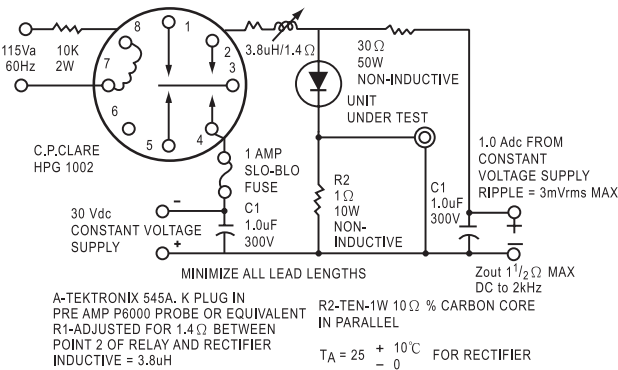 115Va
60Hz
10K
2W
8
1
7
2
3
6
5
4
C.P.CLARE
HPG 1002
3.8uH/1.4 Ω
30 Ω
50W
NON-INDUCTIVE
UNIT
UNDER TEST
1 AMP
SLO-BLO
FUSE
R2
1 Ω
10W
NON-
INDUCTIVE
C1
1.0uF
300V
1.0 Adc FROM
CONSTANT
VOLTAGE SUPPLY
RIPPLE = 3mVrms MAX
+
–
30 Vdc
CONSTANT VOLTAGE
SUPPLY
–
+
C1
1.0uF
300V
MINIMIZE ALL LEAD LENGTHS
Zout 1 1/2 Ω MAX
DC to 2kHz
A-TEKTRONIX 545A. K PLUG IN
PRE AMP P6000 PROBE OR EQUIVALENT
R1-ADJUSTED FOR 1.4 Ω BETWEEN
POINT 2 OF RELAY AND RECTIFIER
INDUCTIVE = 3.8uH
R2-TEN-1W 10 Ω % CARBON CORE
IN PARALLEL
TA = 25 + 10℃ – 0 FOR RECTIFIER